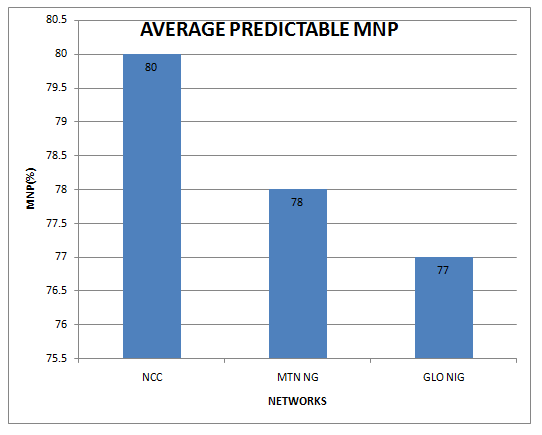 AVERAGE PREDICTABLE MNP
80.5
80
79.5
79
78.5
78
77.5
77
76.5
76
75.5
MNP(%)
80
78
77
NCC
MTN NG
GLO NIG
NETWORKS